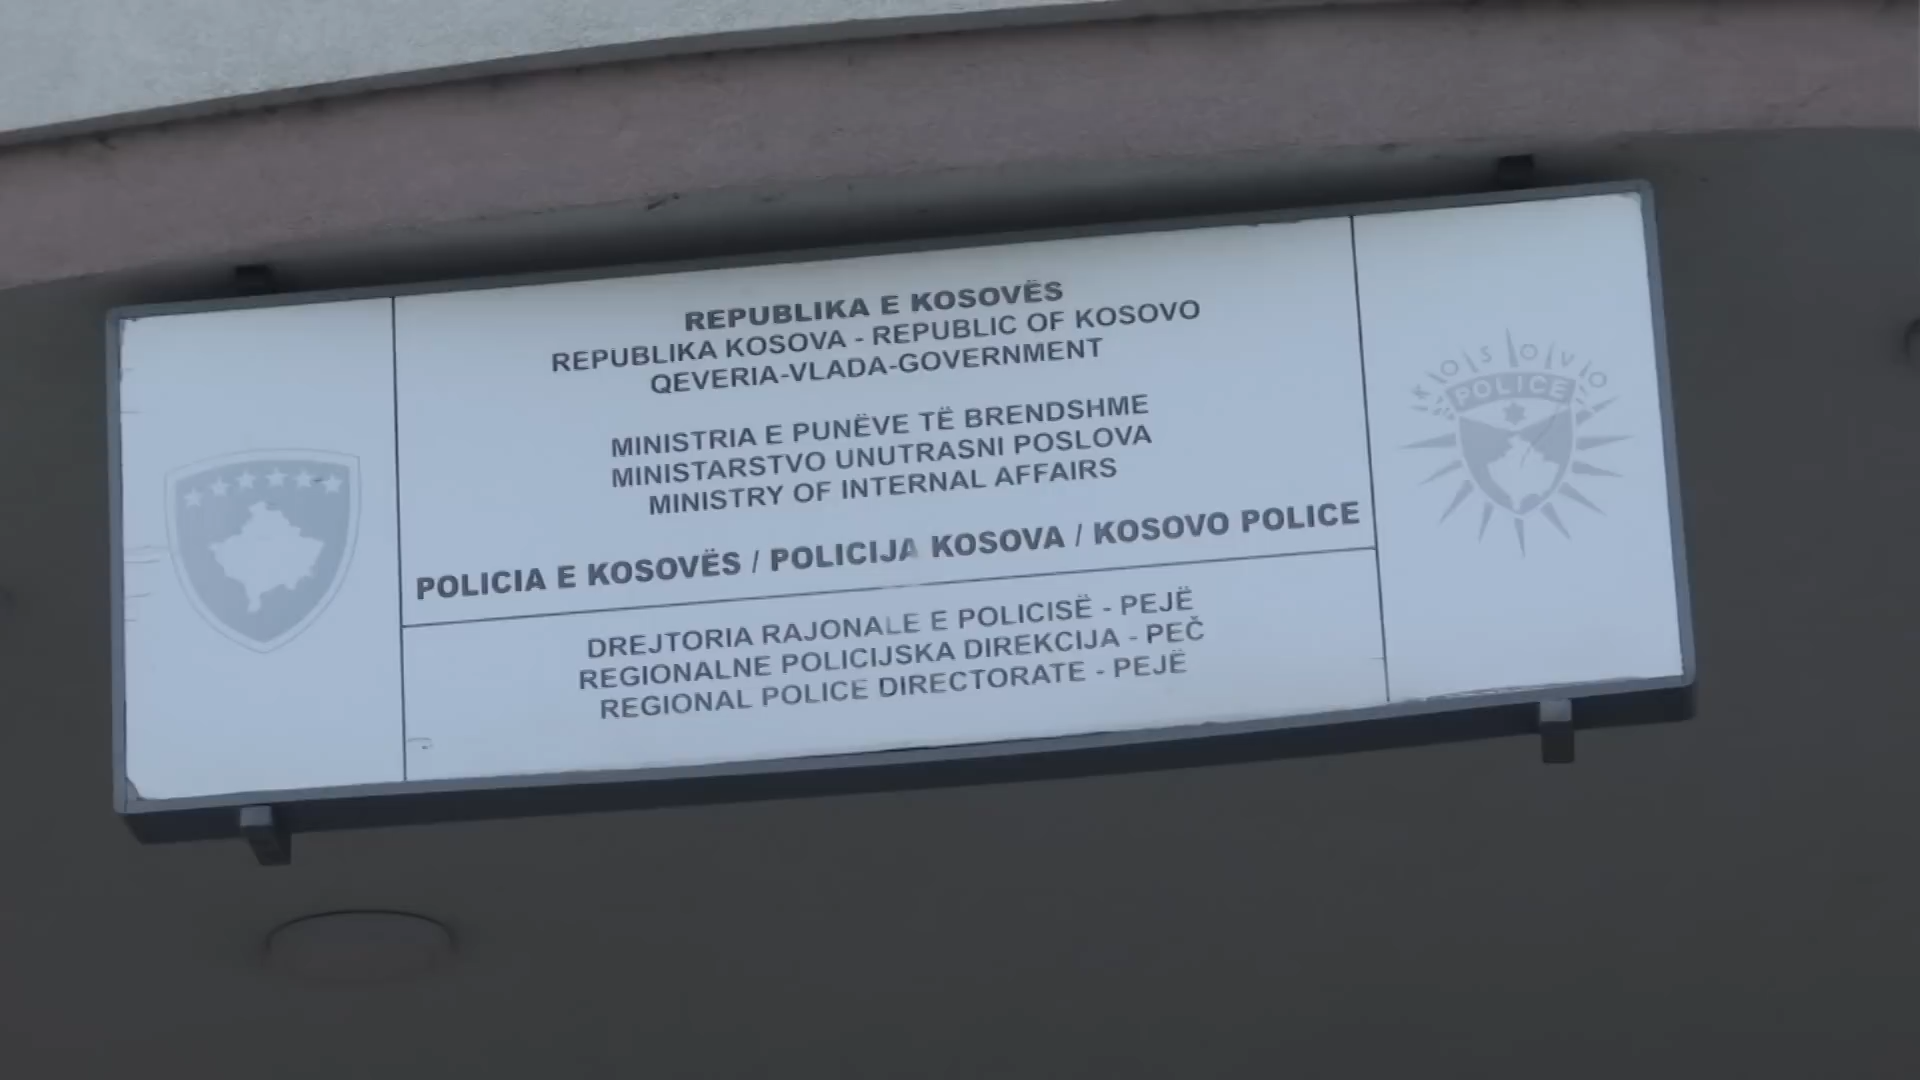 REPUBLIKA E KOSOVËS
REPUBLIKA KOSOVA - REPUBLIC OF KOSOVO
QEVERIA-VLADA-GOVERNMENT
MINISTRIA E PUNËVE TË BRENDSHME
MINISTARSTVO UNUTRASNI POSLOVA
MINISTRY OF INTERNAL AFFAIRS
POLICIA E KOSOVËS / POLICIJA KOSOVA / KOSOVO POLICE
DREJTORIA RAJONALE E POLICISË - PEJË
REGIONALNE POLICIJSKA DIREKCIJA - PEČ
REGIONAL POLICE DIRECTORATE - PEJË
KOSOVO
POLICE